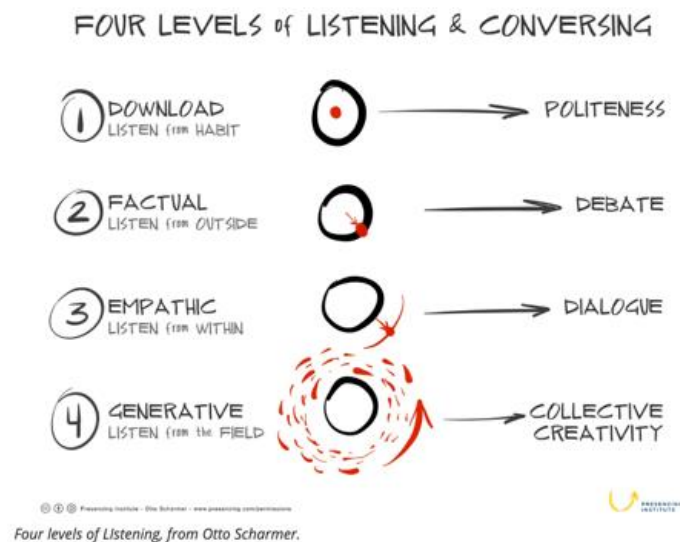 FOUR LEVELS of LISTENING & CONVERSING
1 DOWNLOAD
LISTEN from HABIT
POLITENESS
2 FACTUAL
LISTEN from OUTSIDE
DEBATE
3 EMPATHIC
LISTEN from WITHIN
DIALOGUE
4 GENERATIVE
LISTEN from the FIELD
COLLECTIVE
CREATIVITY
Presencing Institute - Otto Scharmer - www.presencing.com/permissions
PRESENCING
INSTITUTE
Four levels of LIstening, from Otto Scharmer.